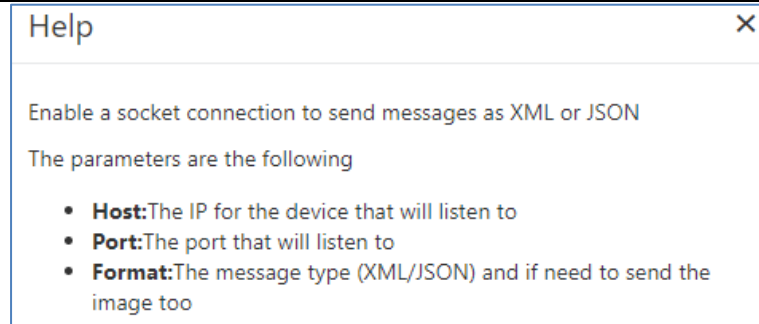 Help
Enable a socket connection to send messages as XML or JSON
The parameters are the following
• Host:The IP for the device that will listen to
• Port:The port that will listen to
• Format:The message type (XML/JSON) and if need to send the
image too